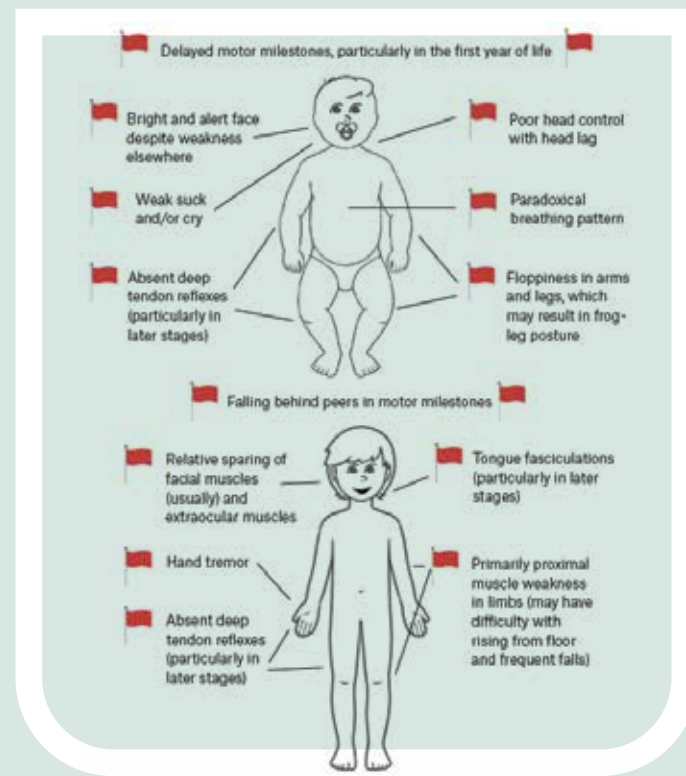 Delayed motor milestones, particularly in the first year of life
Bright and alert face
despite weakness
elsewhere
Poor head control
with head lag
Weak suck
and/or cry
Paradoxical
breathing pattern
Absent deep
tendon reflexes
(particularly in
later stages)
Floppiness in arms
and legs, which
may result in frog-
leg posture
Falling behind peers in motor milestones
Relative sparing of
facial muscles
(usually) and
extraocular muscles
Tongue fasciculations
(particularly in later
stages)
Hand tremor
Primarily proximal
muscle weakness
in limbs (may have
difficulty with
rising from floor
and frequent falls)
Absent deep
tendon reflexes
(particularly in
later stages)